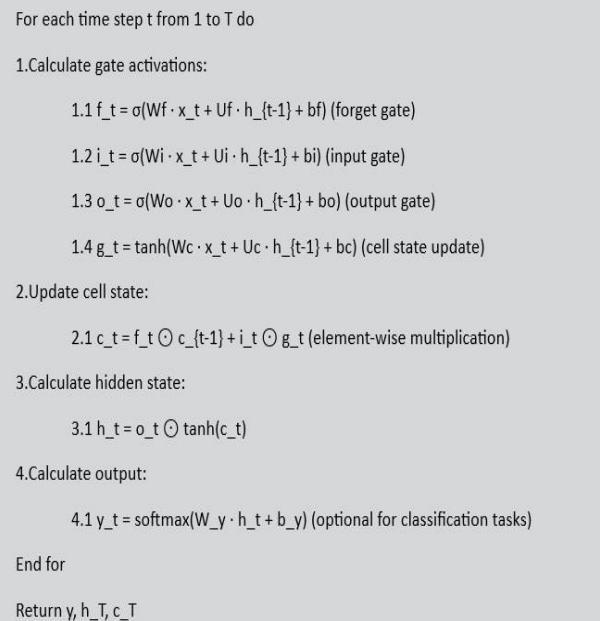 For each time step t from 1 to T do
1.Calculate gate activations:
1.1 f_t = σ(Wf · x_t + Uf · h_{t-1} + bf) (forget gate)
1.2 i_t = σ(Wi · x_t + Ui · h_{t-1} + bi) (input gate)
1.3 o_t = σ(Wo · x_t + Uo · h_{t-1} + bo) (output gate)
1.4 g_t = tanh(Wc · x_t + Uc · h_{t-1} + bc) (cell state update)
2.Update cell state:
2.1 c_t = f_t ⊙ c_{t-1} + i_t ⊙ g_t (element-wise multiplication)
3.Calculate hidden state:
3.1 h_t = o_t ⊙ tanh(c_t)
4.Calculate output:
4.1 y_t = softmax(W_y · h_t + b_y) (optional for classification tasks)
End for
Return y, h_T, c_T